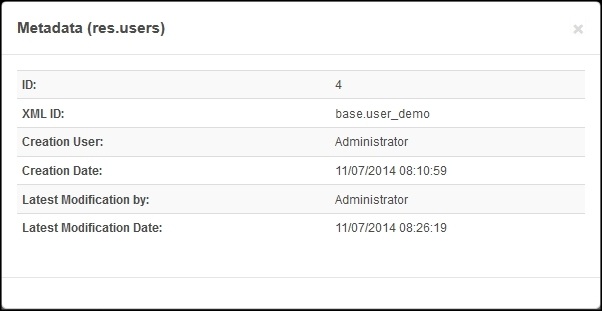 Metadata (res.users) ×
ID: 4
XML ID: base.user_demo
Creation User: Administrator
Creation Date: 11/07/2014 08:10:59
Latest Modification by: Administrator
Latest Modification Date: 11/07/2014 08:26:19